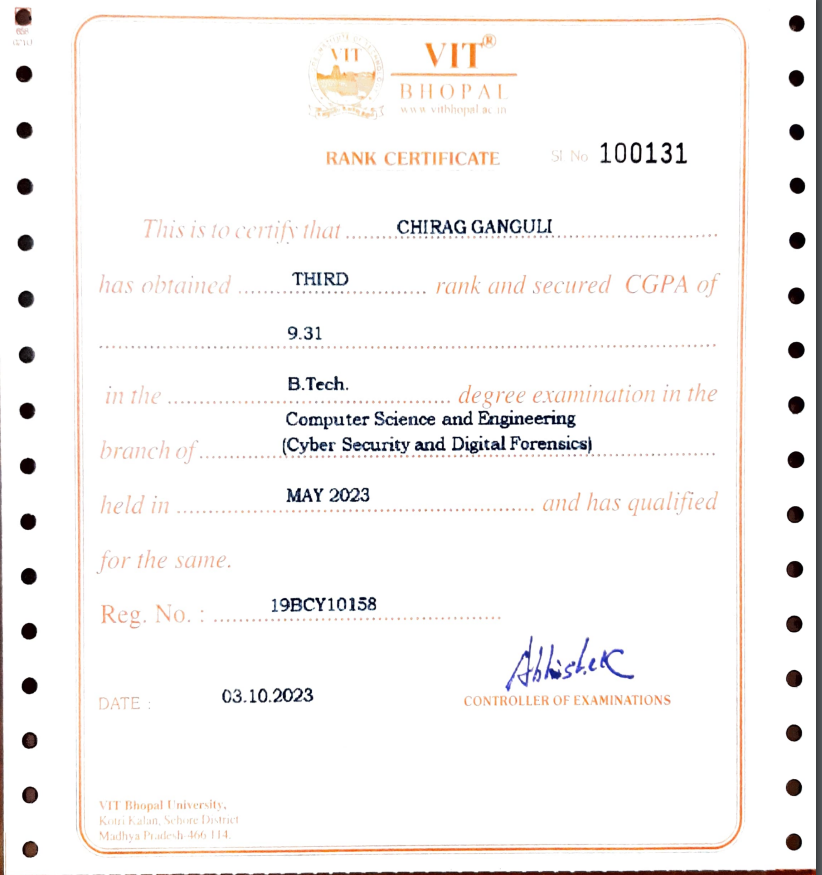 VIT
VIT®
BHOPAL
www.vitbhopal.ac.in
RANK CERTIFICATE Sl. No. 100131
This is to certify that ........ CHIRAG GANGULI ........
has obtained ........ THIRD ........ rank and secured CGPA of
........ 9.31 ........
in the ........ B.Tech. ........ degree examination in the
Computer Science and Engineering
branch of ........ (Cyber Security and Digital Forensics) ........
held in ........ MAY 2023 ........ and has qualified
for the same.
Reg. No. : ........ 19BCY10158 ........
Abhishek
DATE : 03.10.2023 CONTROLLER OF EXAMINATIONS
VIT Bhopal University,
Kotri Kalan, Sehore District
Madhya Pradesh-466 114.